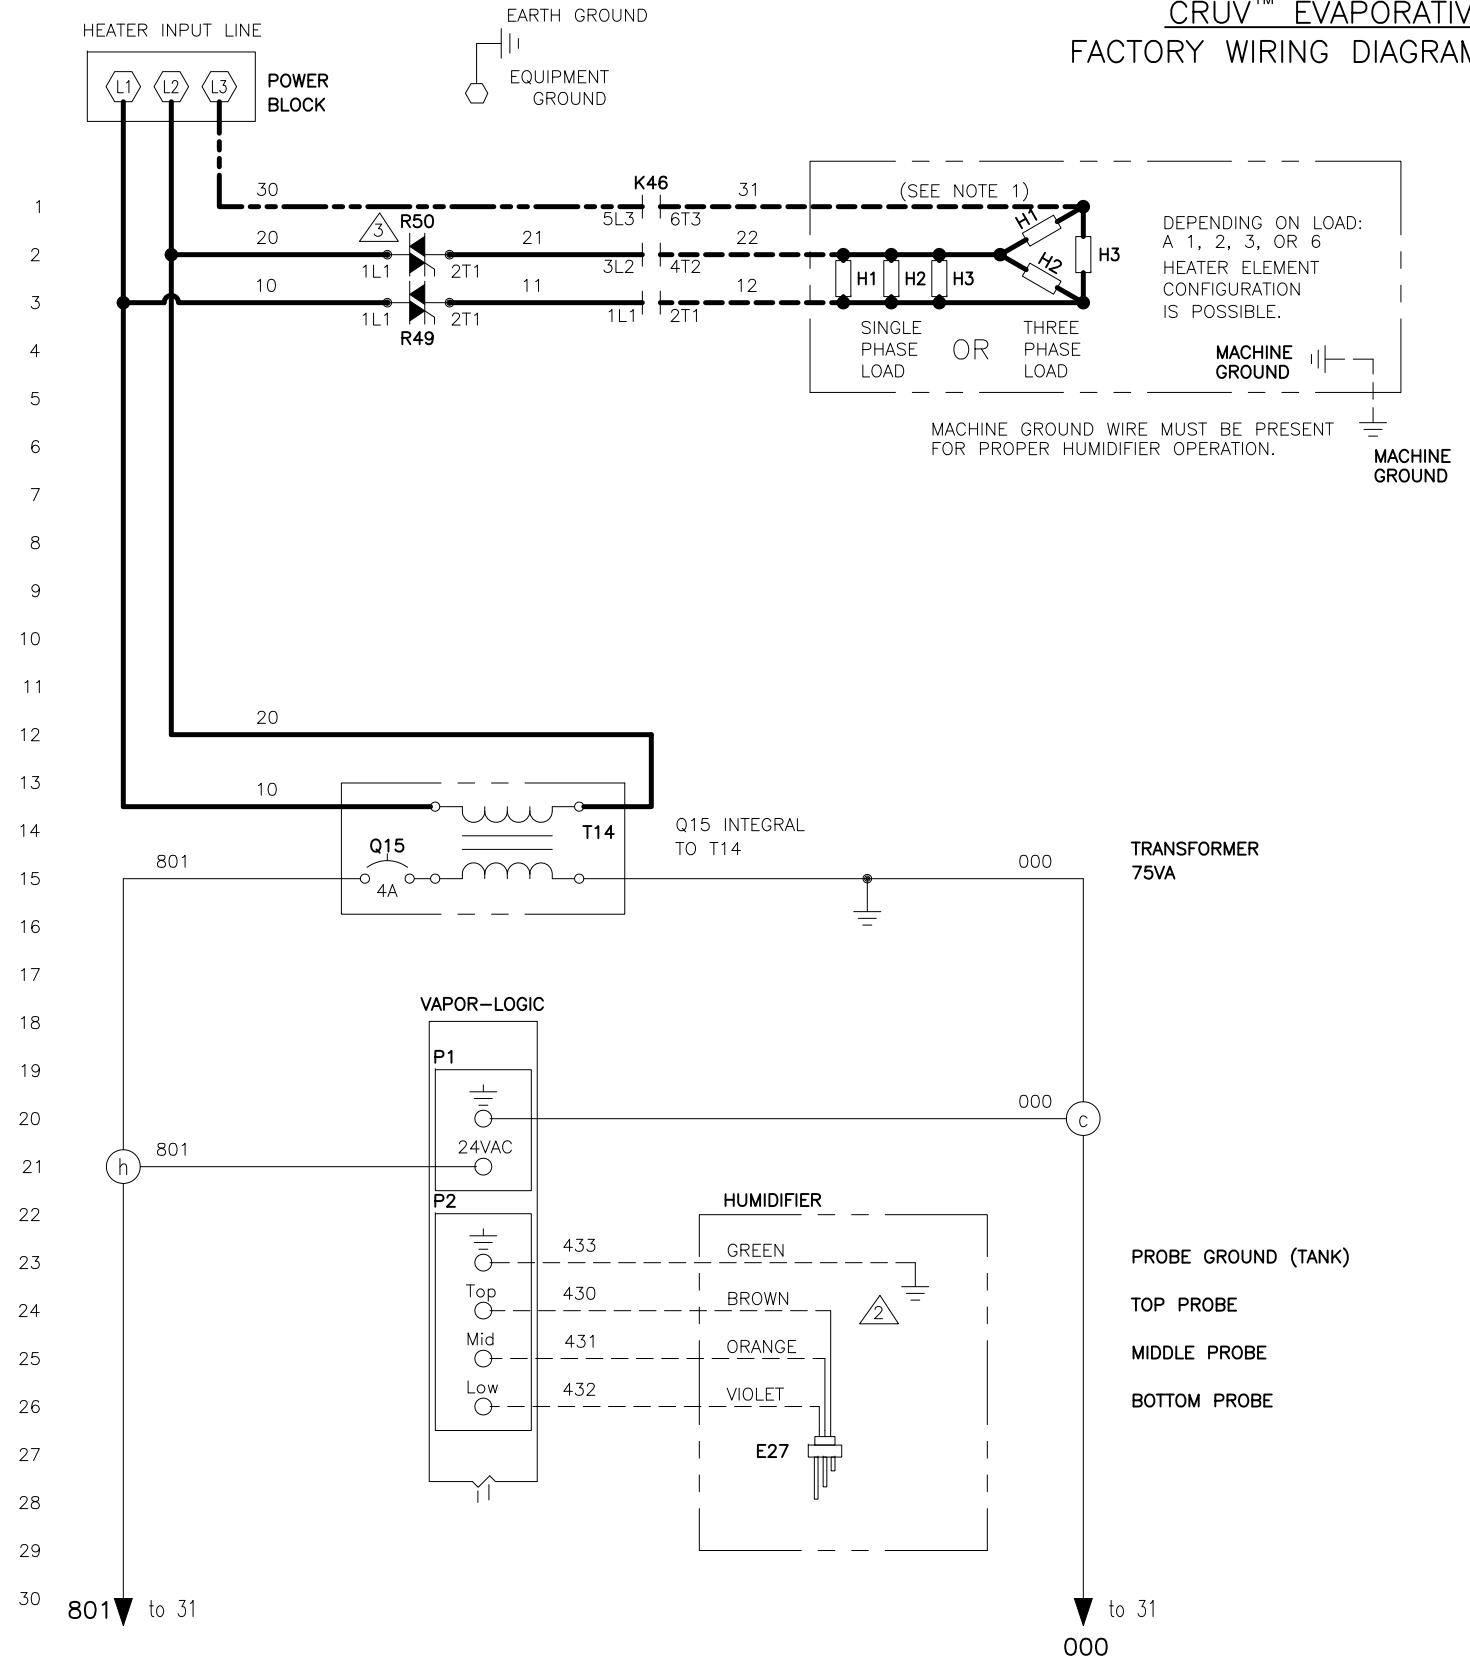 CRUV™ EVAPORATIV
FACTORY WIRING DIAGRAM
EARTH GROUND
EQUIPMENT
GROUND
HEATER INPUT LINE
L1 L2 L3
POWER
BLOCK
1
30
K46
31
(SEE NOTE 1)
5L3 6T3
3
R50
2
20
21
22
1L1 2T1
3L2 4T2
3
10
11
12
1L1 2T1
1L1 2T1
R49
H1 H2 H3
H1
H2
H3
SINGLE
PHASE
LOAD
OR
THREE
PHASE
LOAD
DEPENDING ON LOAD:
A 1, 2, 3, OR 6
HEATER ELEMENT
CONFIGURATION
IS POSSIBLE.
MACHINE
GROUND
MACHINE GROUND WIRE MUST BE PRESENT
FOR PROPER HUMIDIFIER OPERATION.
MACHINE
GROUND
4
5
6
7
8
9
10
11
12
20
13
10
14
T14
Q15 INTEGRAL
TO T14
Q15
4A
15
801
000
TRANSFORMER
75VA
16
17
VAPOR-LOGIC
18
19
P1
20
000
c
24VAC
21
h
801
22
P2
HUMIDIFIER
23
433
GREEN
PROBE GROUND (TANK)
24
Top
430
BROWN
2
TOP PROBE
25
Mid
431
ORANGE
MIDDLE PROBE
26
Low
432
VIOLET
BOTTOM PROBE
27
E27
28
29
30
801
to 31
to 31
000